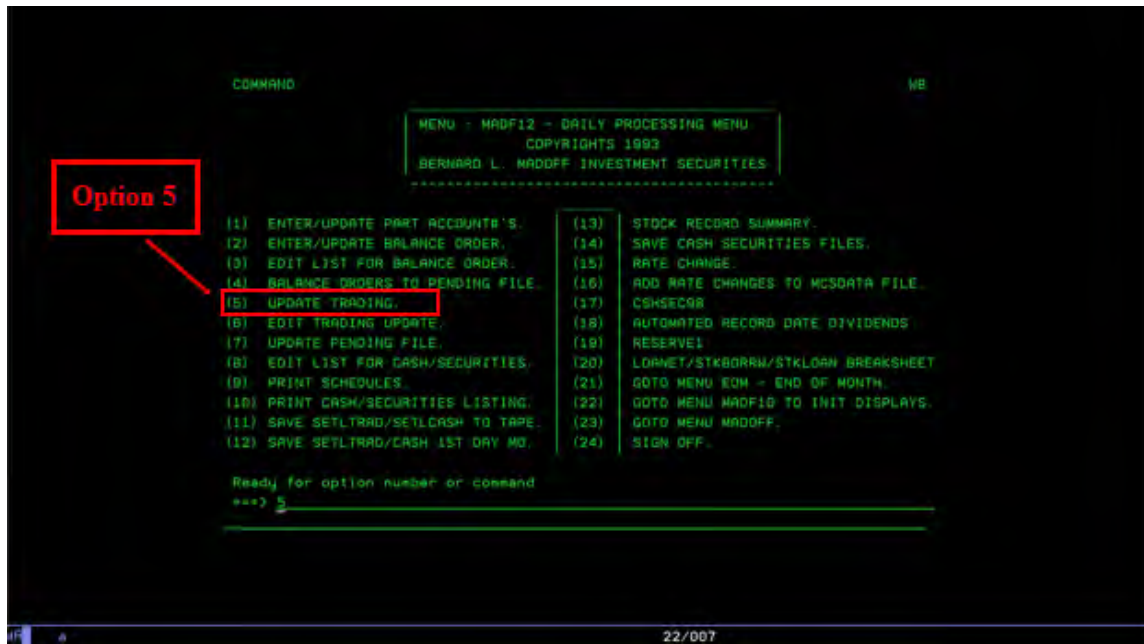 COMMAND WB
MENU - MADF12 - DAILY PROCESSING MENU
COPYRIGHTS 1993
BERNARD L. MADOFF INVESTMENT SECURITIES
Option 5
(1) ENTER/UPDATE PART ACCOUNT#'S. (13) STOCK RECORD SUMMARY.
(2) ENTER/UPDATE BALANCE ORDER. (14) SAVE CASH SECURITIES FILES.
(3) EDIT LIST FOR BALANCE ORDER. (15) RATE CHANGE.
(4) BALANCE ORDERS TO PENDING FILE. (16) ADD RATE CHANGES TO MCSDATA FILE.
(5) UPDATE TRADING. (17) CSHSEC98
(6) EDIT TRADING UPDATE. (18) AUTOMATED RECORD DATE DIVIDENDS
(7) UPDATE PENDING FILE. (19) RESERVE1
(8) EDIT LIST FOR CASH/SECURITIES. (20) LOANET/STKBORRW/STKLOAN BREAKSHEET
(9) PRINT SCHEDULES. (21) GOTO MENU EOM - END OF MONTH.
(10) PRINT CASH/SECURITIES LISTING. (22) GOTO MENU MADF10 TO INIT DISPLAYS.
(11) SAVE SETLTRAD/SETLCASH TO TAPE. (23) GOTO MENU MADOFF.
(12) SAVE SETLTRAD/CASH 1ST DAY MO. (24) SIGN OFF.
Ready for option number or command
===> 5
22/007